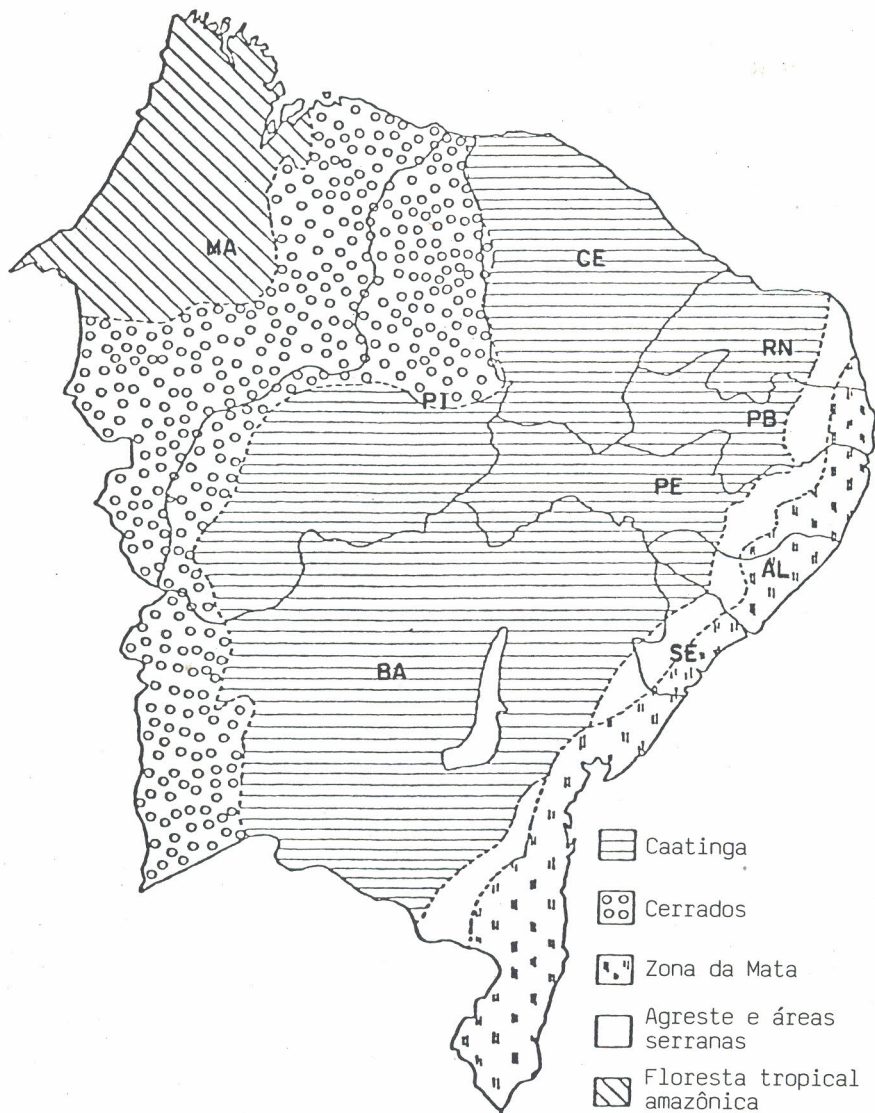 MA
CE
RN
PI
PB
PE
AL
SE
BA
Caatinga
Cerrados
Zona da Mata
Agreste e áreas
serranas
Floresta tropical
amazônica